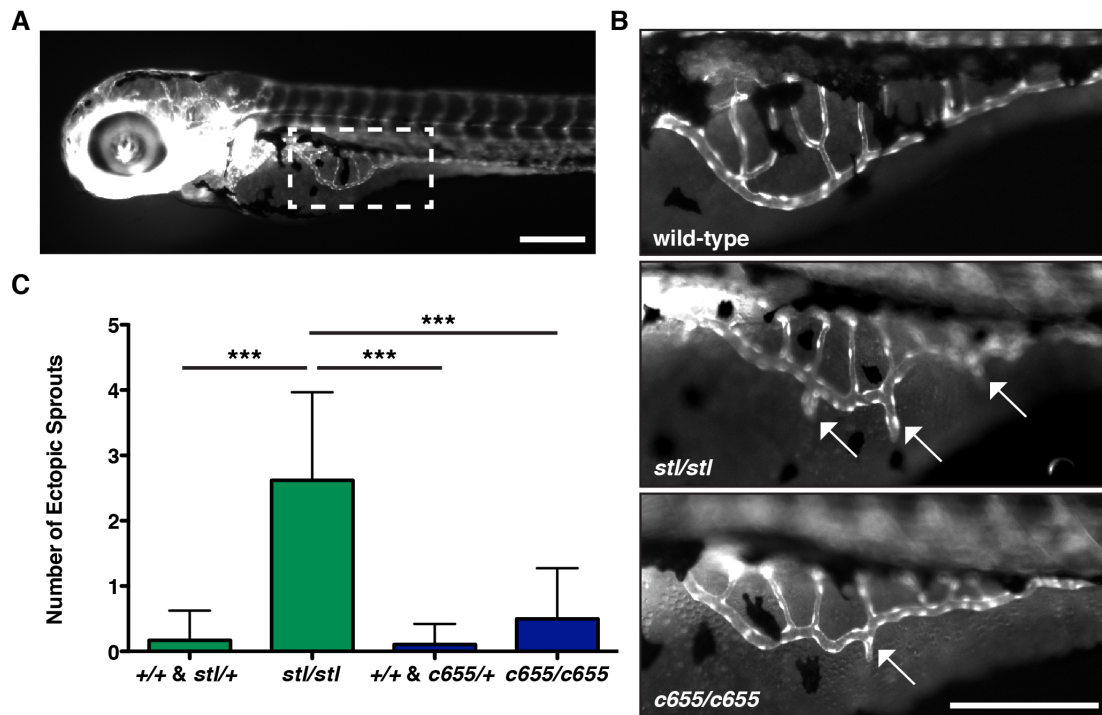 A
B
wild-type
stl/stl
c655/c655
C
Number of Ectopic Sprouts
5
4
3
2
1
0
***
***
***
+/+ & stl/+
stl/stl
+/+ & c655/+
c655/c655